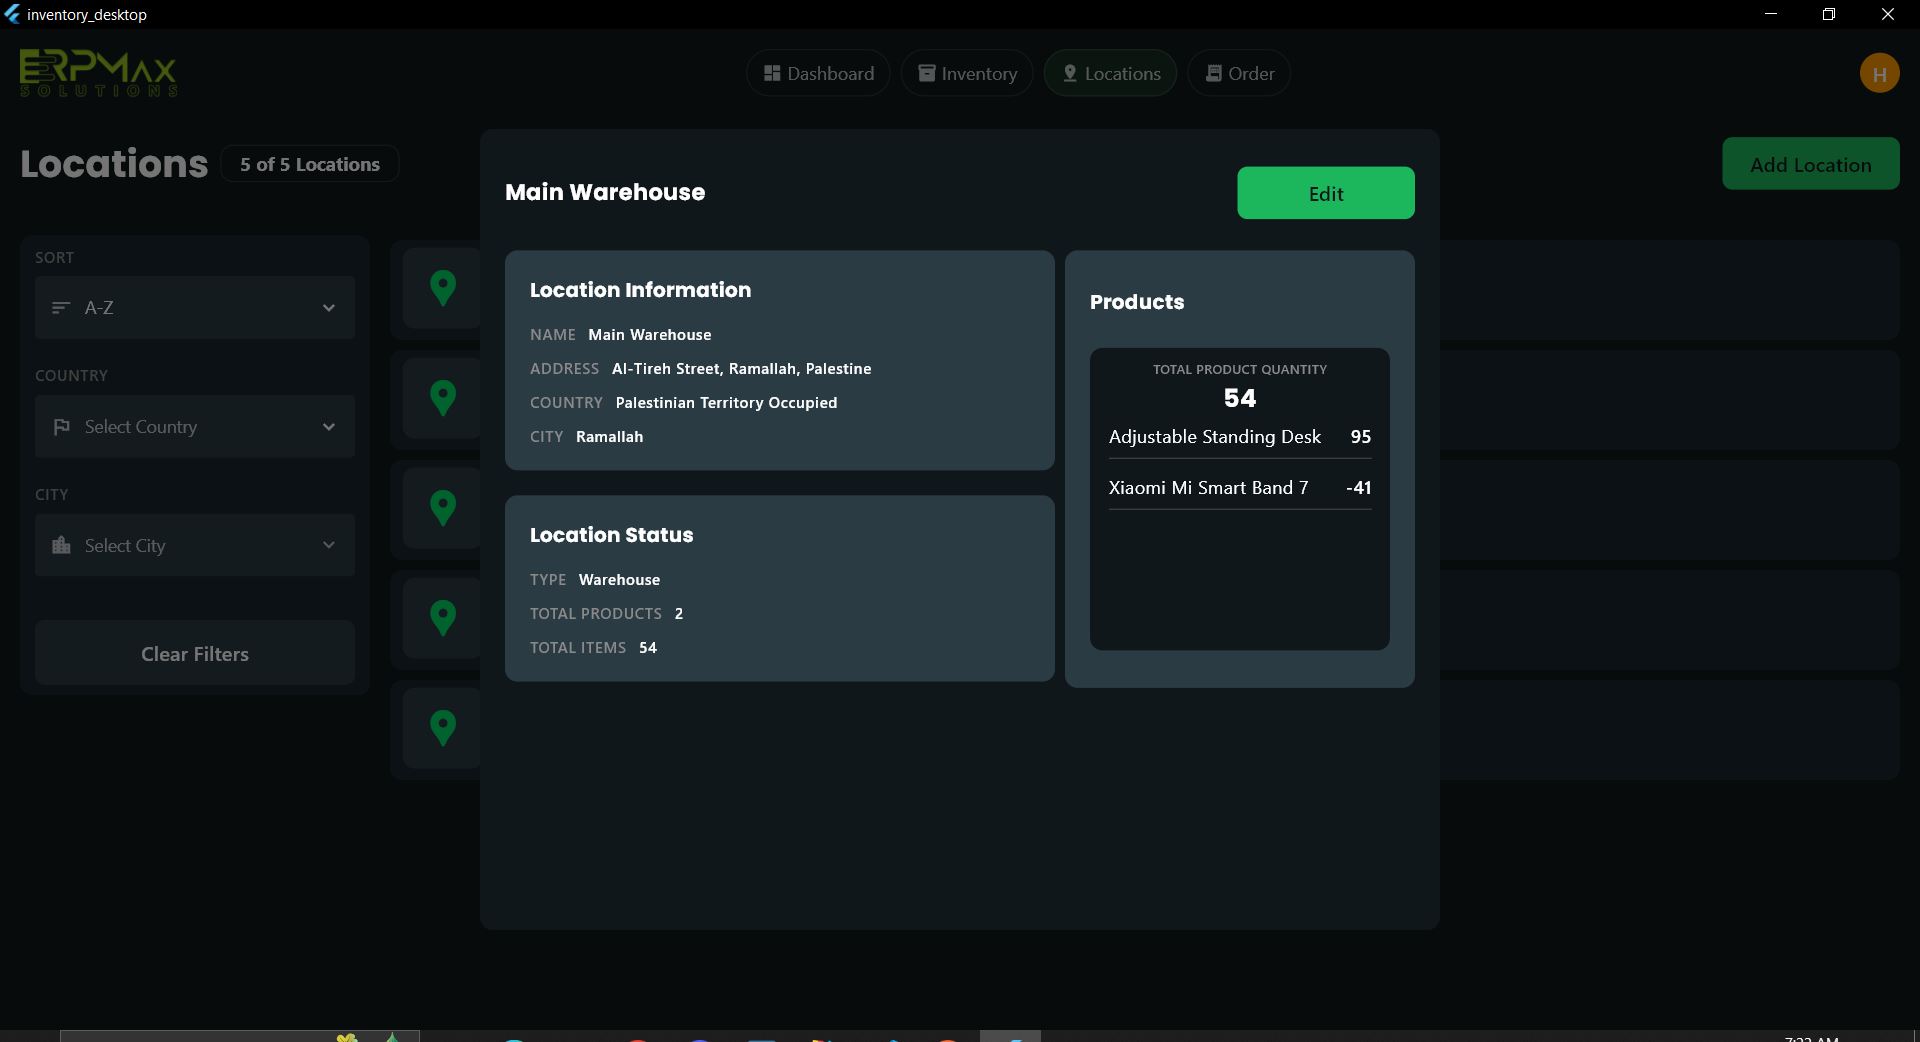 inventory_desktop
ERPMAX
SOLUTIONS
Dashboard
Inventory
Locations
Order
H
Locations
5 of 5 Locations
Add Location
SORT
A-Z
COUNTRY
Select Country
CITY
Select City
Clear Filters
Main Warehouse
Edit
Location Information
NAME Main Warehouse
ADDRESS Al-Tireh Street, Ramallah, Palestine
COUNTRY Palestinian Territory Occupied
CITY Ramallah
Location Status
TYPE Warehouse
TOTAL PRODUCTS 2
TOTAL ITEMS 54
Products
TOTAL PRODUCT QUANTITY
54
Adjustable Standing Desk 95
Xiaomi Mi Smart Band 7 -41